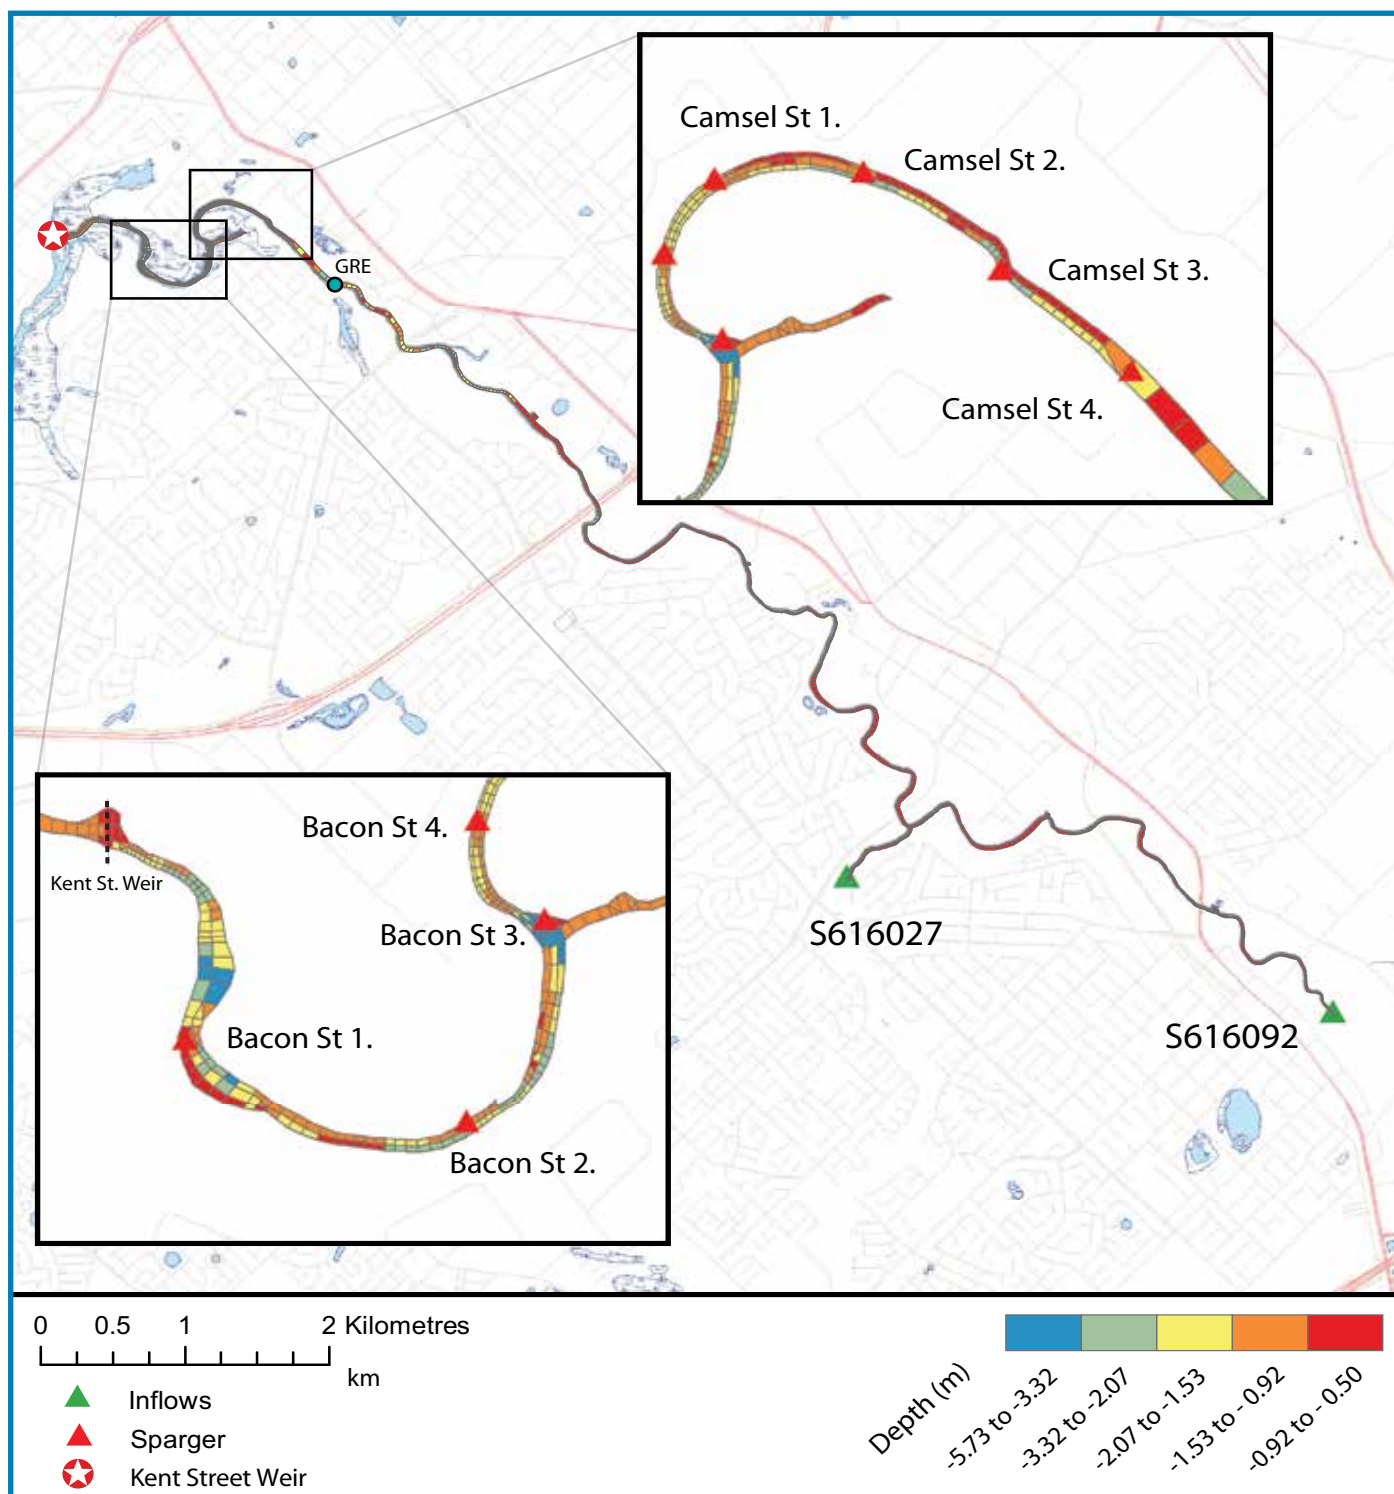 Camsel St 1.
Camsel St 2.
Camsel St 3.
Camsel St 4.
GRE
Bacon St 4.
Kent St. Weir
Bacon St 3.
Bacon St 1.
Bacon St 2.
S616027
S616092
0 0.5 1 2 Kilometres
km
Inflows
Sparger
Kent Street Weir
Depth (m)
-5.73 to -3.32
-3.32 to -2.07
-2.07 to -1.53
-1.53 to - 0.92
-0.92 to - 0.50